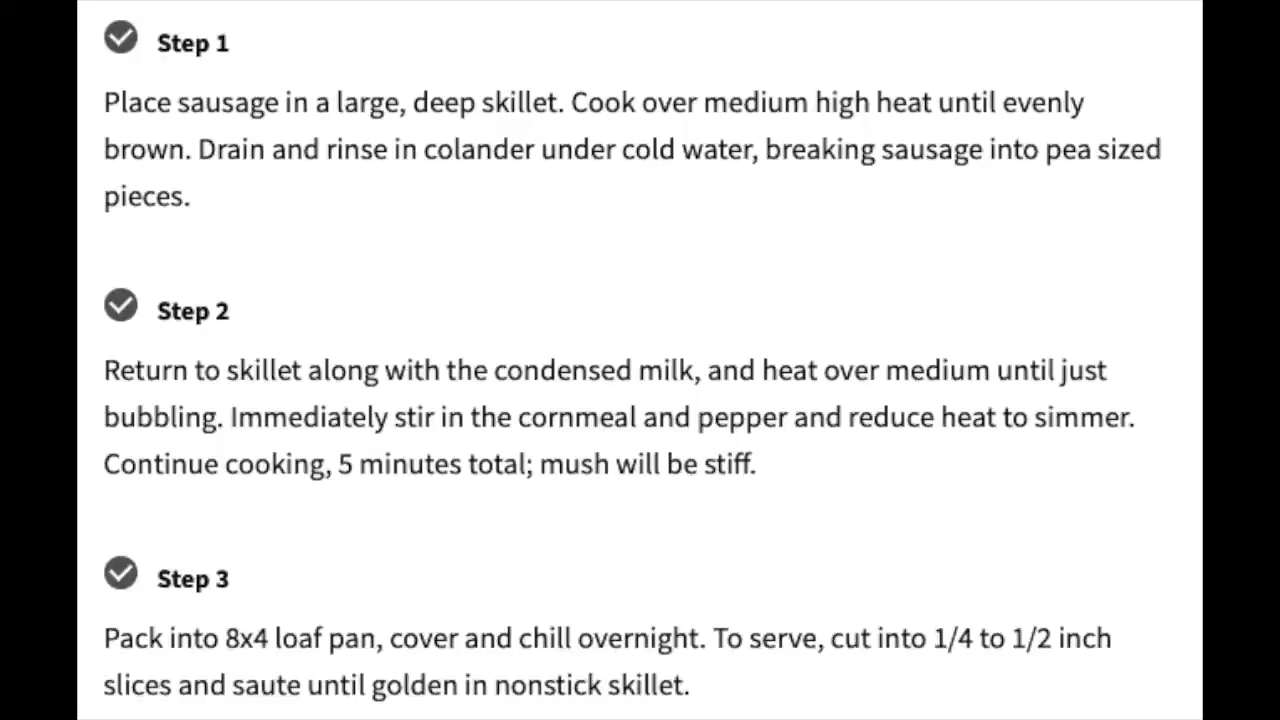 Step 1
Place sausage in a large, deep skillet. Cook over medium high heat until evenly
brown. Drain and rinse in colander under cold water, breaking sausage into pea sized
pieces.
Step 2
Return to skillet along with the condensed milk, and heat over medium until just
bubbling. Immediately stir in the cornmeal and pepper and reduce heat to simmer.
Continue cooking, 5 minutes total; mush will be stiff.
Step 3
Pack into 8x4 loaf pan, cover and chill overnight. To serve, cut into 1/4 to 1/2 inch
slices and saute until golden in nonstick skillet.